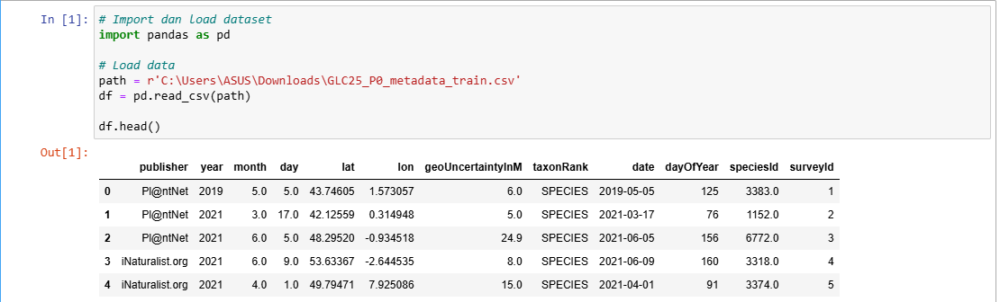 In [1]: # Import dan load dataset
import pandas as pd
# Load data
path = r'C:\Users\ASUS\Downloads\GLC25_P0_metadata_train.csv'
df = pd.read_csv(path)
df.head()
Out[1]:
publisher year month day lat lon geoUncertaintyInM taxonRank date dayOfYear speciesId surveyId
0 Pl@ntNet 2019 5.0 5.0 43.74605 1.573057 6.0 SPECIES 2019-05-05 125 3383.0 1
1 Pl@ntNet 2021 3.0 17.0 42.12559 0.314948 5.0 SPECIES 2021-03-17 76 1152.0 2
2 Pl@ntNet 2021 6.0 5.0 48.29520 -0.934518 24.9 SPECIES 2021-06-05 156 6772.0 3
3 iNaturalist.org 2021 6.0 9.0 53.63367 -2.644535 8.0 SPECIES 2021-06-09 160 3318.0 4
4 iNaturalist.org 2021 4.0 1.0 49.79471 7.925086 15.0 SPECIES 2021-04-01 91 3374.0 5